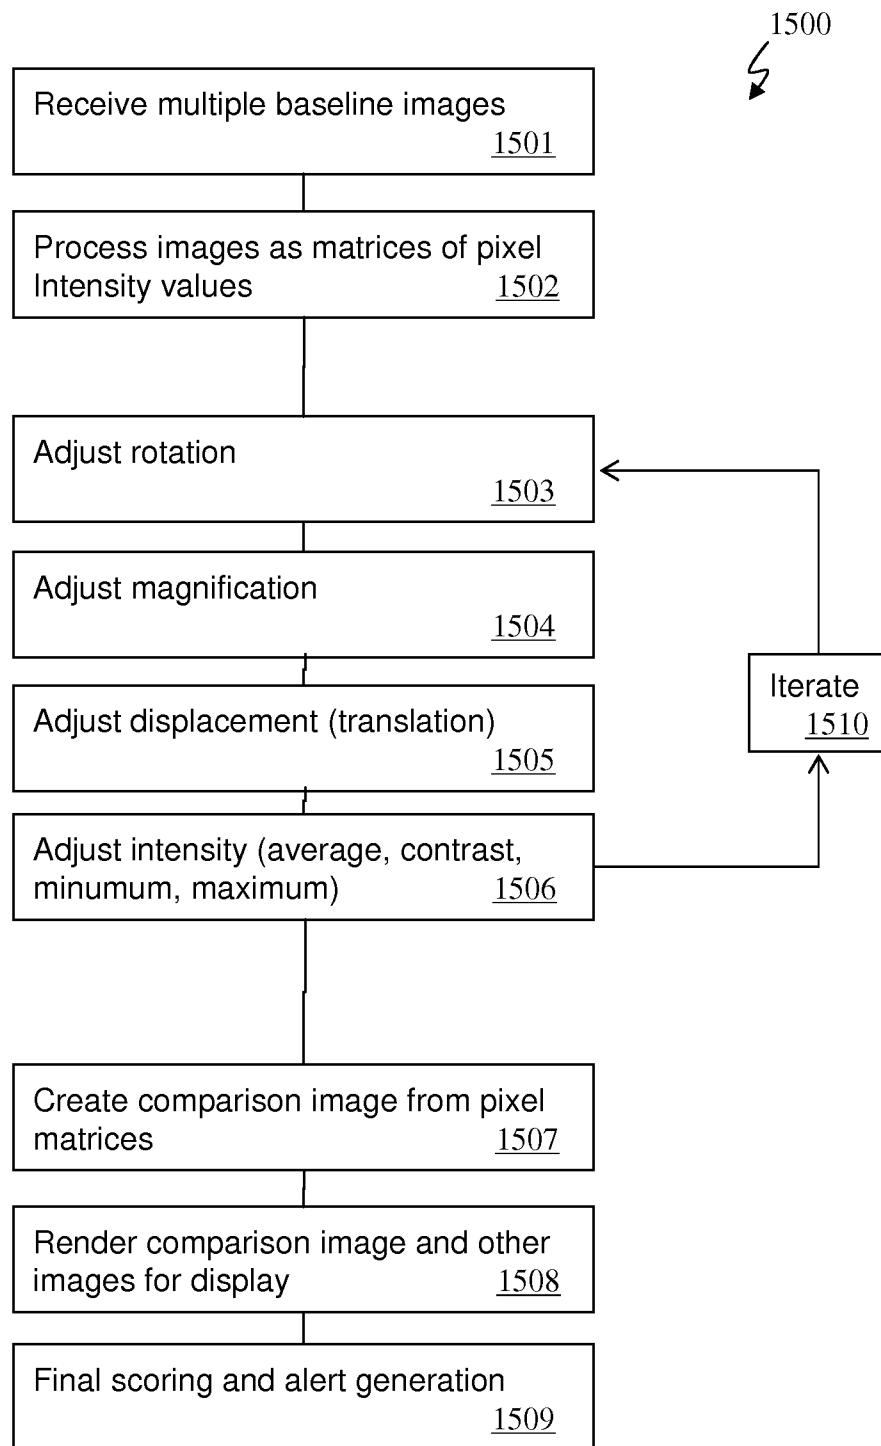 1500
Receive multiple baseline images
1501
Process images as matrices of pixel
Intensity values 1502
Adjust rotation
1503
Adjust magnification
1504
Iterate
1510
Adjust displacement (translation)
1505
Adjust intensity (average, contrast,
minumum, maximum) 1506
Create comparison image from pixel
matrices 1507
Render comparison image and other
images for display 1508
Final scoring and alert generation
1509